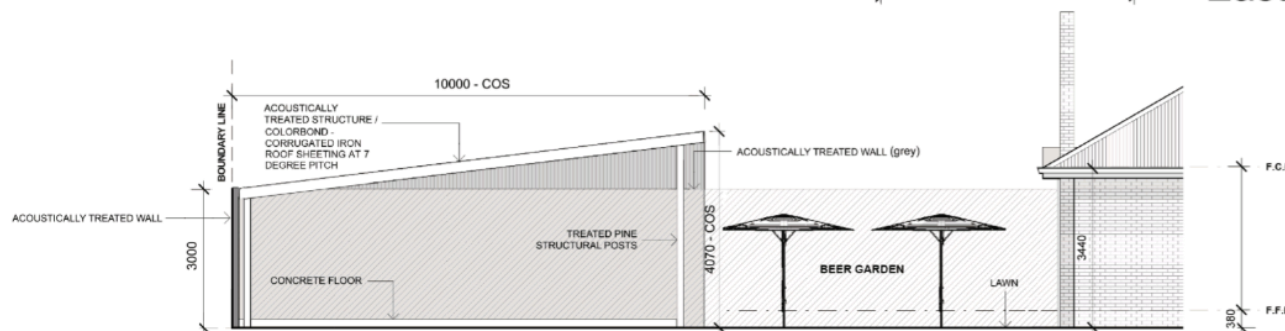 10000 - COS
BOUNDARY LINE
ACOUSTICALLY
TREATED STRUCTURE /
COLORBOND -
CORRUGATED IRON
ROOF SHEETING AT 7
DEGREE PITCH
ACOUSTICALLY TREATED WALL (grey)
ACOUSTICALLY TREATED WALL
3000
TREATED PINE
STRUCTURAL POSTS
4070 - COS
CONCRETE FLOOR
BEER GARDEN
LAWN
3440
380